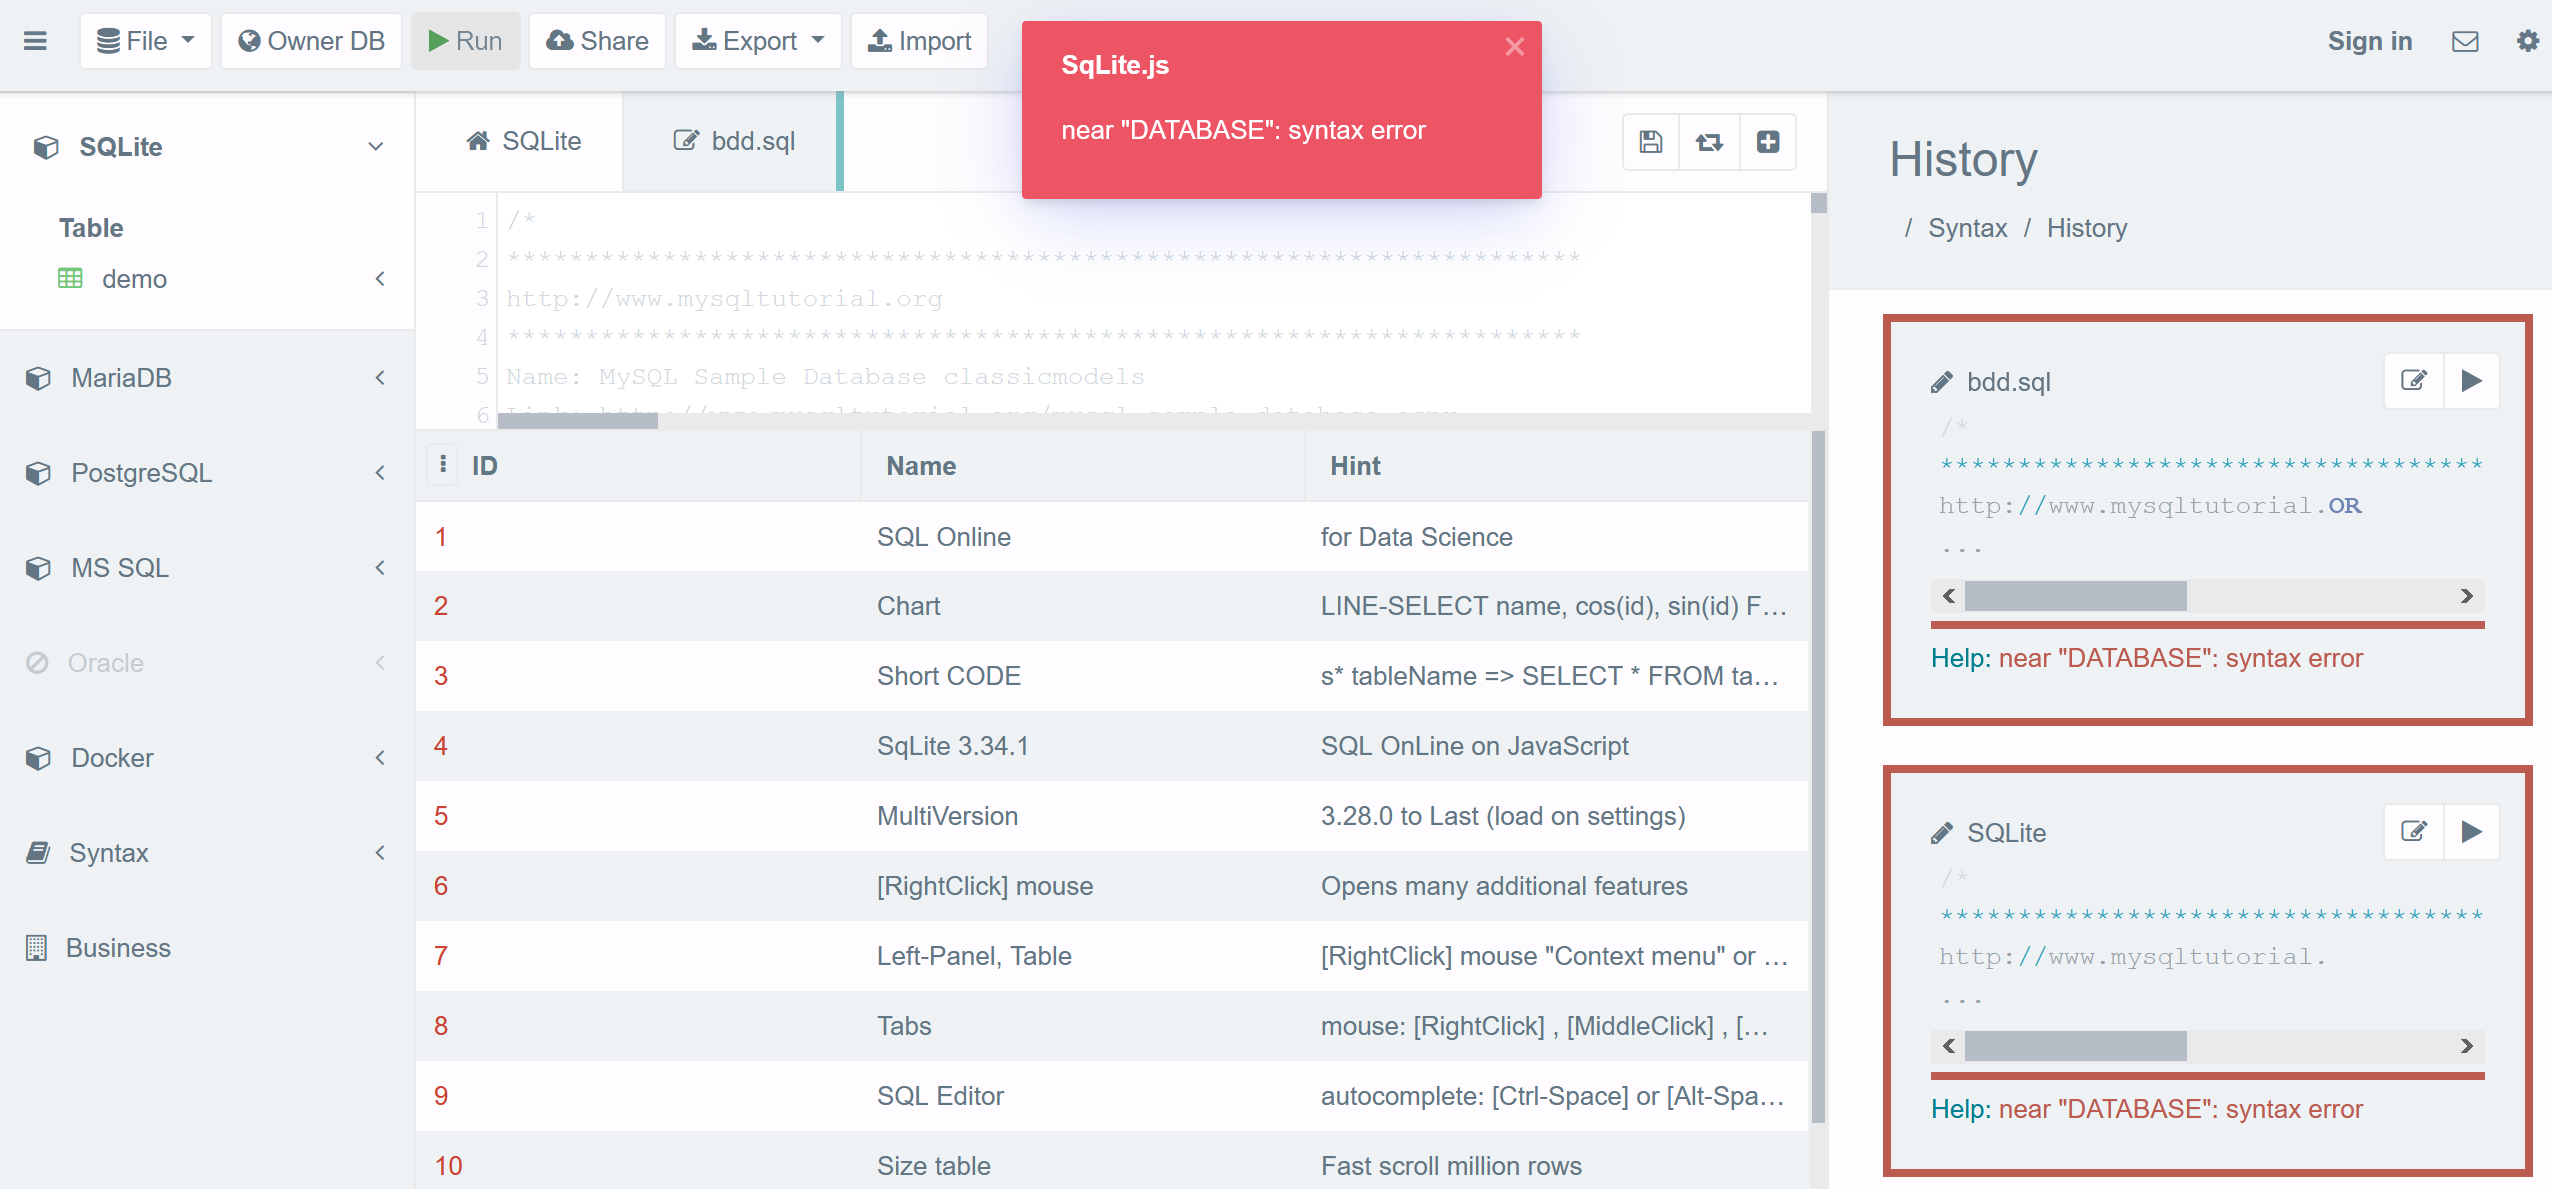 File
Owner DB
Run
Share
Export
Import
Sign in
SqLite.js
near "DATABASE": syntax error
SQLite
Table
demo
MariaDB
PostgreSQL
MS SQL
Oracle
Docker
Syntax
Business
SQLite
bdd.sql
1 /*
2 *********************************************************************
3 http://www.mysqltutorial.org
4 *********************************************************************
5 Name: MySQL Sample Database classicmodels
6
ID Name Hint
1 SQL Online for Data Science
2 Chart LINE-SELECT name, cos(id), sin(id) F…
3 Short CODE s* tableName => SELECT * FROM ta…
4 SqLite 3.34.1 SQL OnLine on JavaScript
5 MultiVersion 3.28.0 to Last (load on settings)
6 [RightClick] mouse Opens many additional features
7 Left-Panel, Table [RightClick] mouse "Context menu" or …
8 Tabs mouse: [RightClick] , [MiddleClick] , […
9 SQL Editor autocomplete: [Ctrl-Space] or [Alt-Spa…
10 Size table Fast scroll million rows
History
/ Syntax / History
bdd.sql
/*
***********************************
http://www.mysqltutorial.OR
...
Help: near "DATABASE": syntax error
SQLite
/*
***********************************
http://www.mysqltutorial.
...
Help: near "DATABASE": syntax error